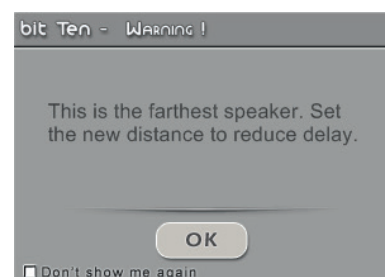 bit Ten - Warning !
This is the farthest speaker. Set
the new distance to reduce delay.
OK
Don't show me again